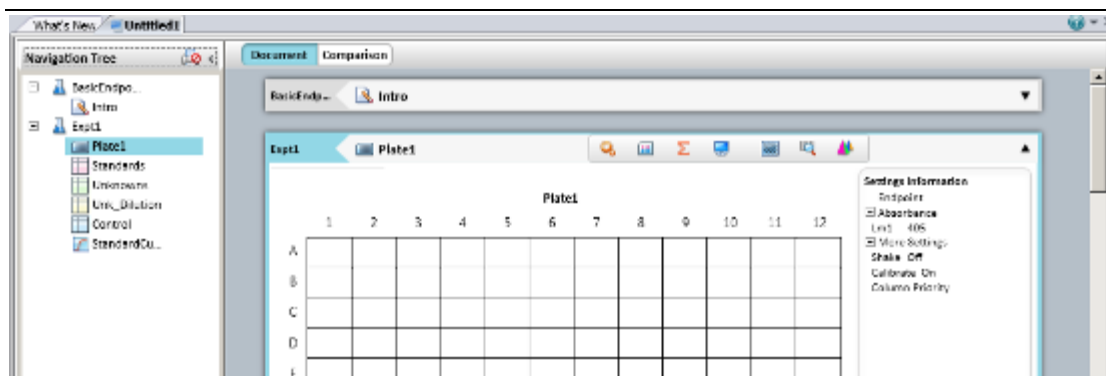 What's New Untitled1
Navigation Tree
BasicEndpo...
Intro
Expt1
Plate1
Standards
Unknowns
Unk_Dilution
Control
StandardCu...
Document Comparison
BasicEndp... Intro
Expt1 Plate1
Plate1
1 2 3 4 5 6 7 8 9 10 11 12
A
B
C
D
E
Settings Information
Endpoint
Absorbance
Lm1 405
More Settings
Shake Off
Calibrate On
Column Priority